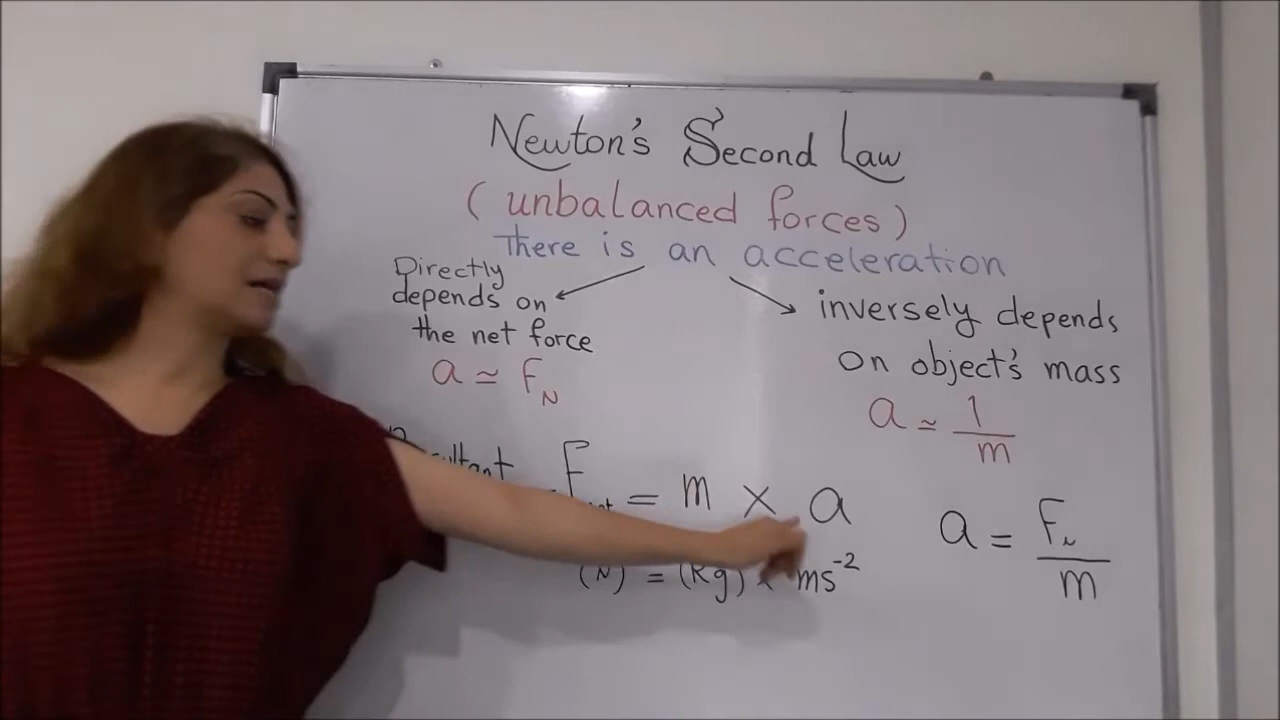 Newton's Second Law
(unbalanced forces)
There is an acceleration
Directly
depends on
the net force
a ≃ F_N
inversely depends
on object's mass
a ≃ 1/m
F = m × a
(N) = (Kg) × ms⁻²
a = F_N/m